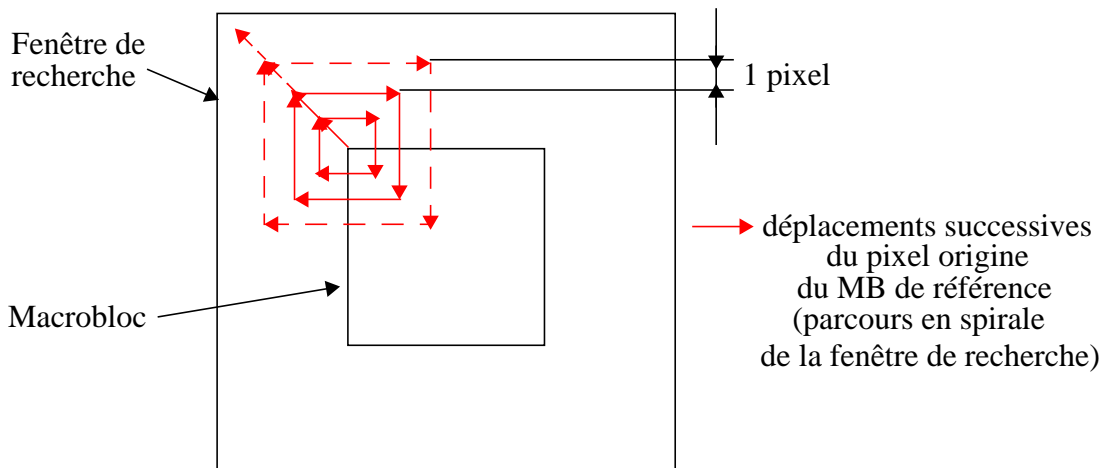 Fenêtre de
recherche
1 pixel
déplacements successives
du pixel origine
du MB de référence
(parcours en spirale
de la fenêtre de recherche)
Macrobloc